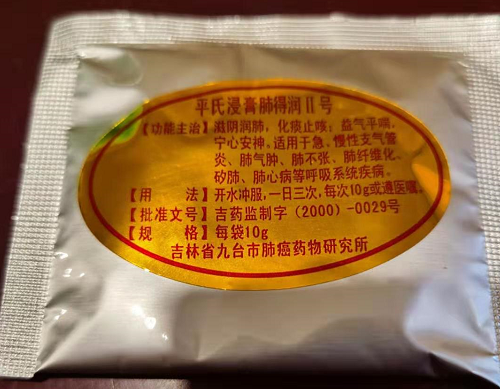 平氏浸膏肺得润II号
【功能主治】滋阴润肺，化痰止咳；益气平喘，
宁心安神、适用于急、慢性支气管
炎、肺气肿、肺不张、肺纤维化、
矽肺、肺心病等呼吸系统疾病。
【用　　法】开水冲服，一日三次，每次10g或遵医嘱。
【批准文号】吉药监制字（2000）-0029号
【规　　格】每袋10g
吉林省九台市肺癌药物研究所